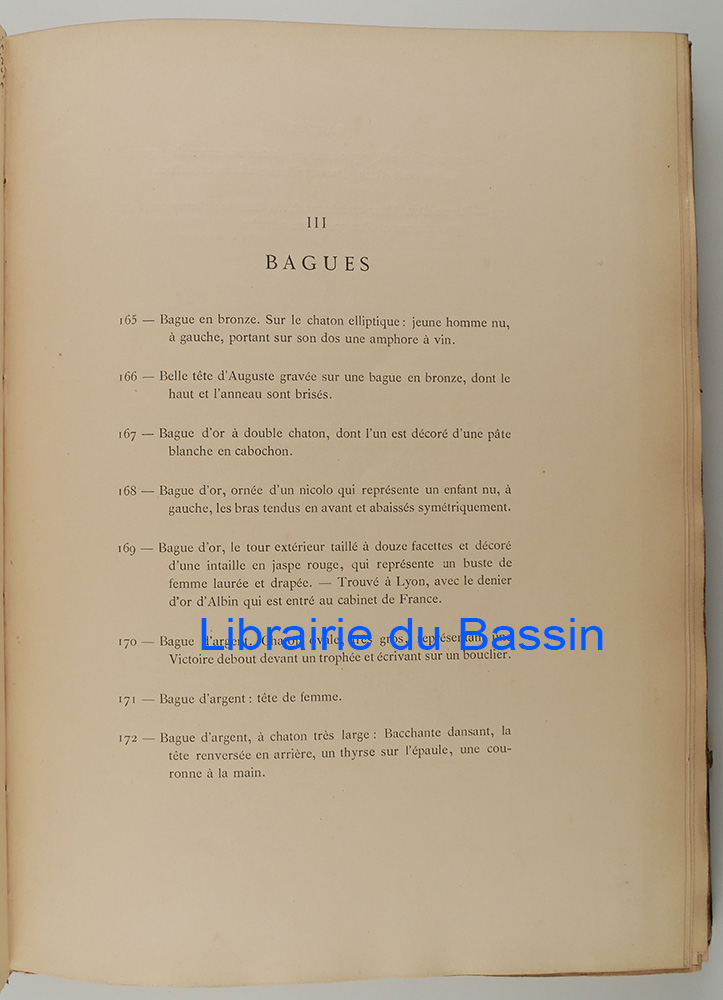 III
BAGUES
165 — Bague en bronze. Sur le chaton elliptique : jeune homme nu,
à gauche, portant sur son dos une amphore à vin.
166 — Belle tête d'Auguste gravée sur une bague en bronze, dont le
haut et l'anneau sont brisés.
167 — Bague d'or à double chaton, dont l'un est décoré d'une pâte
blanche en cabochon.
168 — Bague d'or, ornée d'un nicolo qui représente un enfant nu, à
gauche, les bras tendus en avant et abaissés symétriquement.
169 — Bague d'or, le tour extérieur taillé à douze facettes et décoré
d'une intaille en jaspe rouge, qui représente un buste de
femme laurée et drapée. — Trouvé à Lyon, avec le denier
d'or d'Albin qui est entré au cabinet de France.
170 — Bague d'argent. Chaton ovale, très gros, représentant une
Librairie du Bassin
Victoire debout devant un trophée et écrivant sur un bouclier.
171 — Bague d'argent : tête de femme.
172 — Bague d'argent, à chaton très large : Bacchante dansant, la
tête renversée en arrière, un thyrse sur l'épaule, une cou-
ronne à la main.